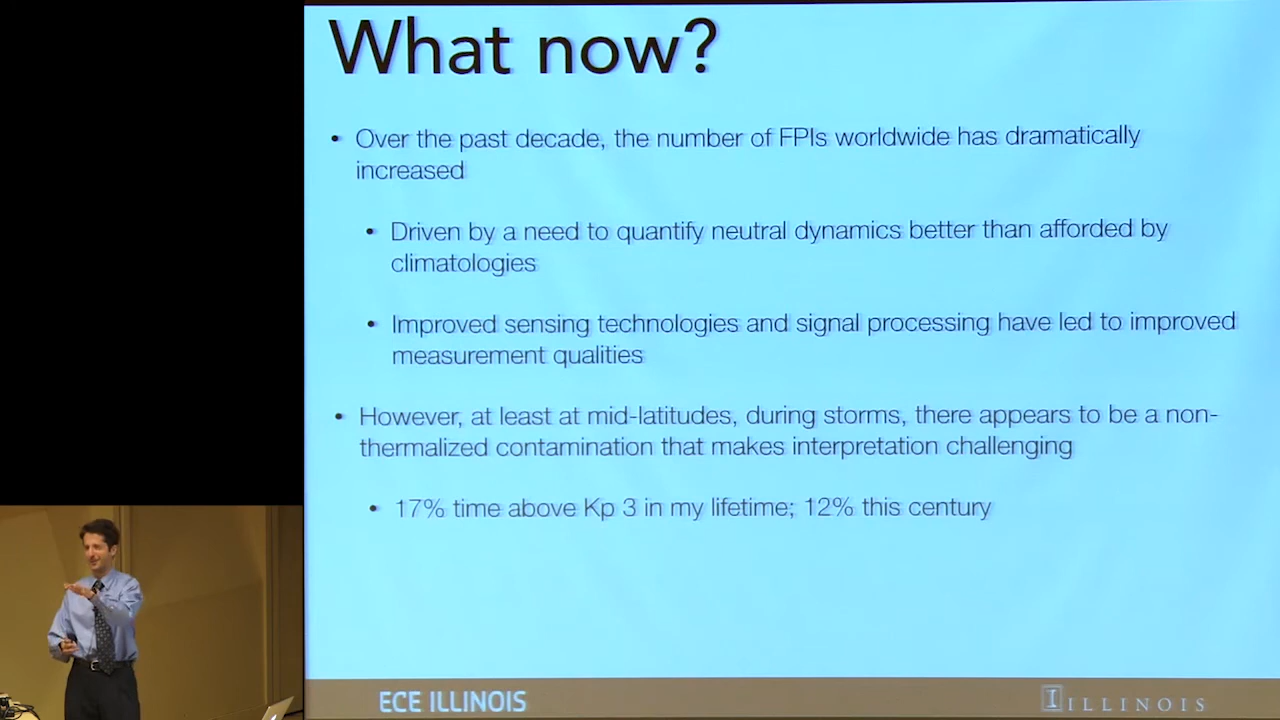 What now?
• Over the past decade, the number of FPIs worldwide has dramatically
increased
• Driven by a need to quantify neutral dynamics better than afforded by
climatologies
• Improved sensing technologies and signal processing have led to improved
measurement qualities
• However, at least at mid-latitudes, during storms, there appears to be a non-
thermalized contamination that makes interpretation challenging
• 17% time above Kp 3 in my lifetime; 12% this century
ECE ILLINOIS
I ILLINOIS